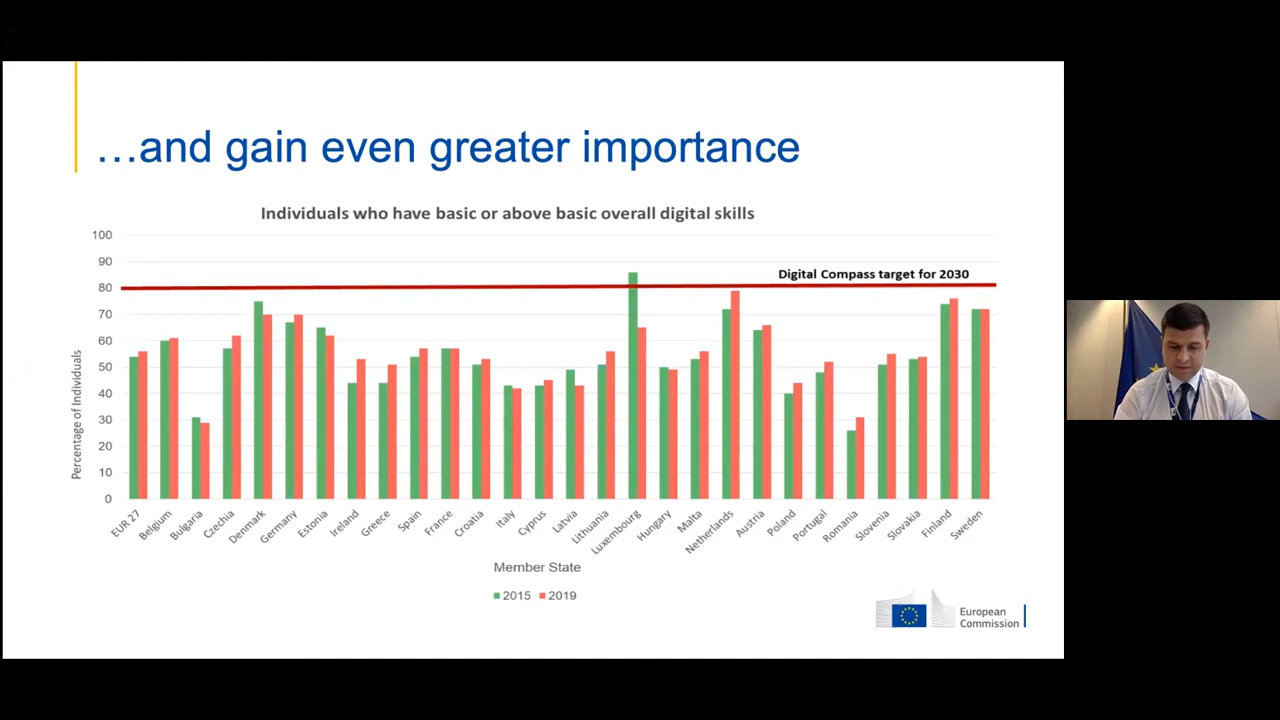 …and gain even greater importance
Individuals who have basic or above basic overall digital skills
100
90
80
70
60
50
40
30
20
10
0
Percentage of Individuals
Digital Compass target for 2030
EUR 27
Belgium
Bulgaria
Czechia
Denmark
Germany
Estonia
Ireland
Greece
Spain
France
Croatia
Italy
Cyprus
Latvia
Lithuania
Luxembourg
Hungary
Malta
Netherlands
Austria
Poland
Portugal
Romania
Slovenia
Slovakia
Finland
Sweden
Member State
2015 2019
European
Commission